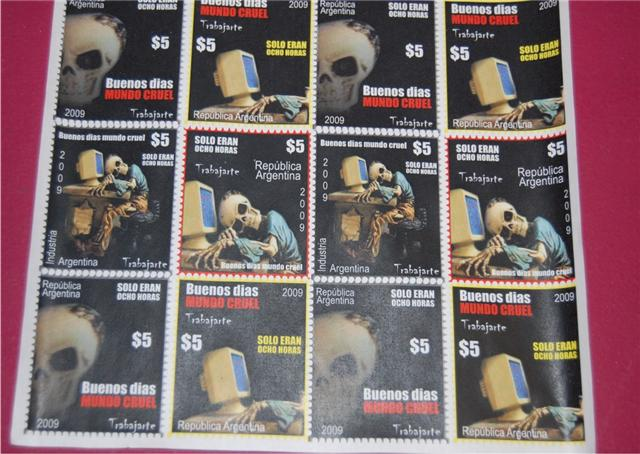 Argentina
OCHO HORAS
$5
Buenos dias
MUNDO CRUEL
2009
Trabajarte
MUNDO CRUEL
2009
Trabajarte
$5
SOLO ERAN
OCHO HORAS
República Argentina
Argentina
OCHO HORAS
$5
Buenos dias
MUNDO CRUEL
2009
Trabajarte
MUNDO CRUEL
2009
Trabajarte
$5
SOLO ERAN
OCHO HORAS
República Argentina
Buenos dias mundo cruel
$5
SOLO ERAN
OCHO HORAS
2009
Industria Argentina
Trabajarte
SOLO ERAN
OCHO HORAS
$5
Trabajarte
República
Argentina
2009
Buenos dias mundo cruel
Buenos dias mundo cruel
$5
SOLO ERAN
OCHO HORAS
2009
Industria Argentina
Trabajarte
SOLO ERAN
OCHO HORAS
$5
Trabajarte
República
Argentina
2009
Buenos dias mundo cruel
República
Argentina
SOLO ERAN
OCHO HORAS
$5
Buenos dias
MUNDO CRUEL
2009
Trabajarte
Buenos dias
MUNDO CRUEL
2009
Trabajarte
$5
SOLO ERAN
OCHO HORAS
República Argentina
República
Argentina
SOLO ERAN
OCHO HORAS
$5
Buenos dias
MUNDO CRUEL
2009
Trabajarte
Buenos dias
MUNDO CRUEL
2009
Trabajarte
$5
SOLO ERAN
OCHO HORAS
República Argentina